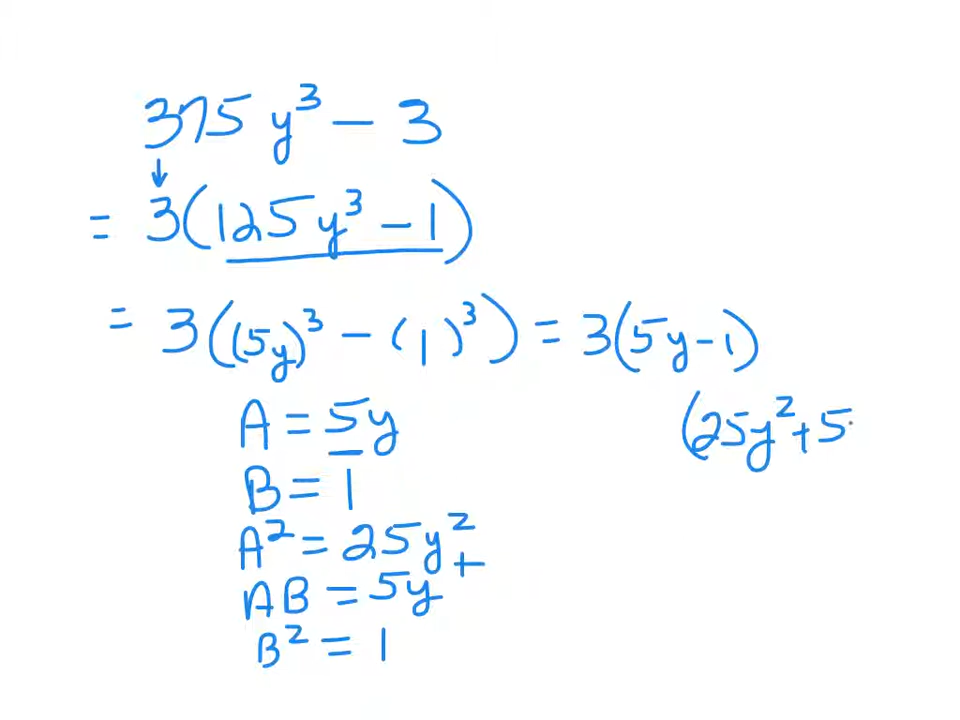 375 y³ - 3
↓
= 3(125y³ - 1)
= 3((5y)³ - (1)³) = 3(5y - 1)
(25y² + 5
A = 5y
B = 1
A² = 25y²
+
AB = 5y
B² = 1